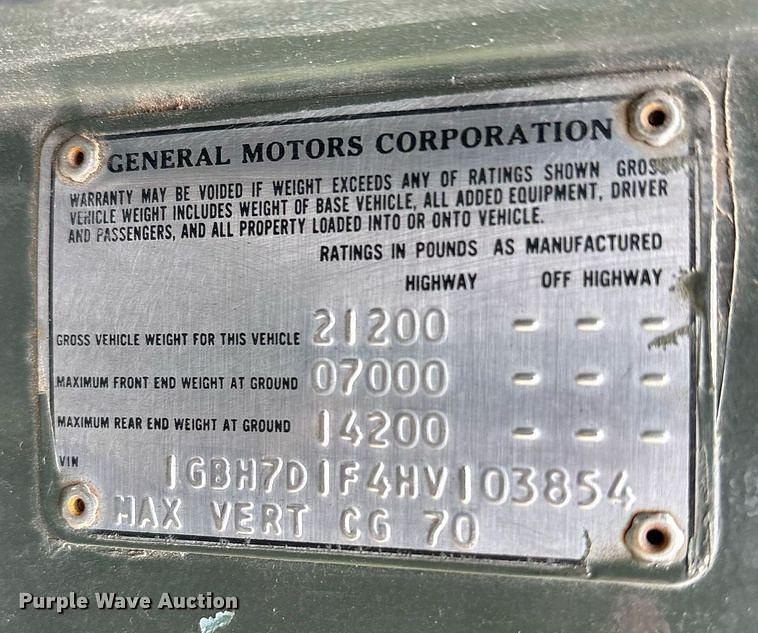 GENERAL MOTORS CORPORATION
WARRANTY MAY BE VOIDED IF WEIGHT EXCEEDS ANY OF RATINGS SHOWN GROSS
VEHICLE WEIGHT INCLUDES WEIGHT OF BASE VEHICLE, ALL ADDED EQUIPMENT, DRIVER
AND PASSENGERS, AND ALL PROPERTY LOADED INTO OR ONTO VEHICLE.
RATINGS IN POUNDS AS MANUFACTURED
HIGHWAY OFF HIGHWAY
GROSS VEHICLE WEIGHT FOR THIS VEHICLE 21200 - - -
MAXIMUM FRONT END WEIGHT AT GROUND 07000 - - -
MAXIMUM REAR END WEIGHT AT GROUND 14200 - - -
VIN 1GBH7D1F4HV103854
MAX VERT CG 70
Purple Wave Auction